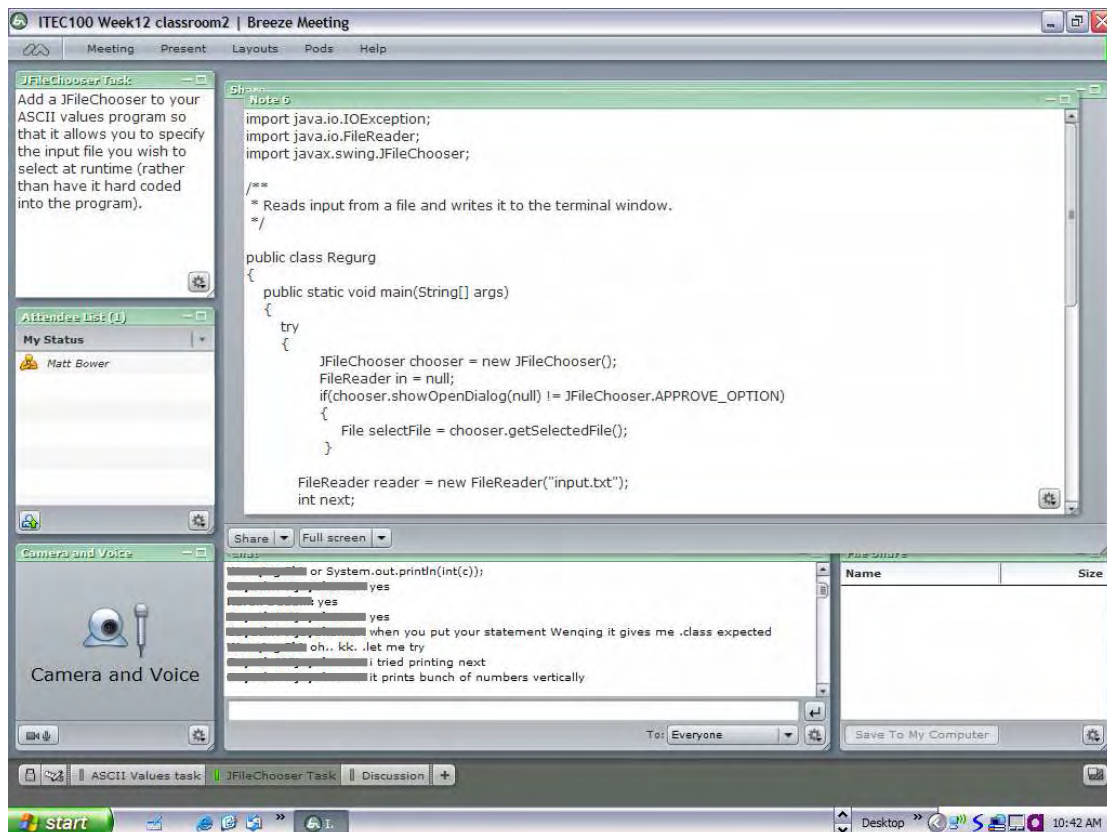 ITEC100 Week12 classroom2 | Breeze Meeting
Meeting Present Layouts Pods Help
JFileChooser Task
Add a JFileChooser to your
ASCII values program so
that it allows you to specify
the input file you wish to
select at runtime (rather
than have it hard coded
into the program).
Attendee List (1)
My Status
Matt Bower
Camera and Voice
Camera and Voice
Share
Note 6
import java.io.IOException;
import java.io.FileReader;
import javax.swing.JFileChooser;
/**
* Reads input from a file and writes it to the terminal window.
*/
public class Regurg
{
public static void main(String[] args)
{
try
{
JFileChooser chooser = new JFileChooser();
FileReader in = null;
if(chooser.showOpenDialog(null) != JFileChooser.APPROVE_OPTION)
{
File selectFile = chooser.getSelectedFile();
}
FileReader reader = new FileReader("input.txt");
int next;
Share Full screen
Chat
or System.out.println(int(c));
yes
: yes
yes
when you put your statement Wenqing it gives me .class expected
oh.. kk. .let me try
i tried printing next
it prints bunch of numbers vertically
To: Everyone
File Share
Name Size
Save To My Computer
ASCII Values task JFileChooser Task Discussion +
start » Desktop » 10:42 AM